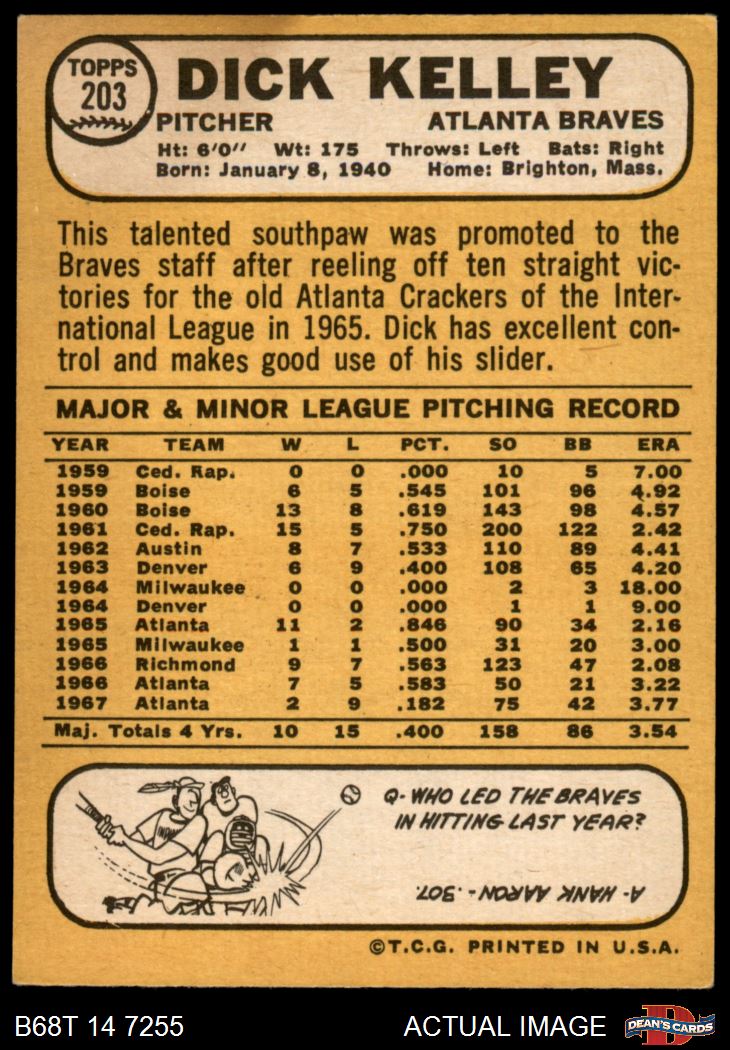 TOPPS
203
DICK KELLEY
PITCHER ATLANTA BRAVES
Ht: 6'0" Wt: 175 Throws: Left Bats: Right
Born: January 8, 1940 Home: Brighton, Mass.
This talented southpaw was promoted to the
Braves staff after reeling off ten straight vic-
tories for the old Atlanta Crackers of the Inter-
national League in 1965. Dick has excellent con-
trol and makes good use of his slider.
MAJOR & MINOR LEAGUE PITCHING RECORD
YEAR TEAM W L PCT. SO BB ERA
1959 Ced. Rap. 0 0 .000 10 5 7.00
1959 Boise 6 5 .545 101 96 4.92
1960 Boise 13 8 .619 143 98 4.57
1961 Ced. Rap. 15 5 .750 200 122 2.42
1962 Austin 8 7 .533 110 89 4.41
1963 Denver 6 9 .400 108 65 4.20
1964 Milwaukee 0 0 .000 2 3 18.00
1964 Denver 0 0 .000 1 1 9.00
1965 Atlanta 11 2 .846 90 34 2.16
1965 Milwaukee 1 1 .500 31 20 3.00
1966 Richmond 9 7 .563 123 47 2.08
1966 Atlanta 7 5 .583 50 21 3.22
1967 Atlanta 2 9 .182 75 42 3.77
Maj. Totals 4 Yrs. 10 15 .400 158 86 3.54
Q-WHO LED THE BRAVES
IN HITTING LAST YEAR?
A-HANK AARON-.307.
©T.C.G. PRINTED IN U.S.A.
B68T 14 7255 ACTUAL IMAGE D DEAN'S CARDS